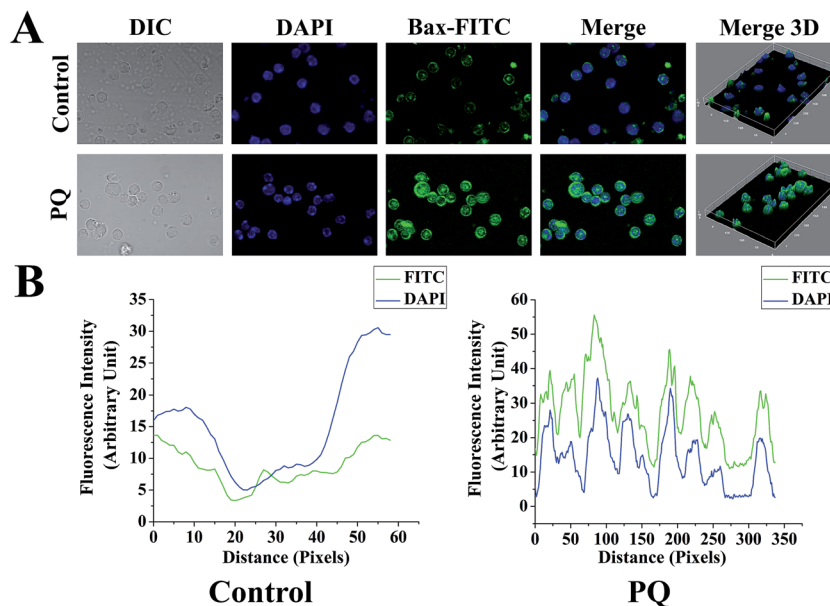 A
DIC DAPI Bax-FITC Merge Merge 3D
Control
PQ
B
FITC
DAPI
Fluorescence Intensity
(Arbitrary Unit)
35
30
25
20
15
10
5
0
0 10 20 30 40 50 60
Distance (Pixels)
Control
FITC
DAPI
Fluorescence Intensity
(Arbitrary Unit)
60
50
40
30
20
10
0
0 50 100 150 200 250 300 350
Distance (Pixels)
PQ